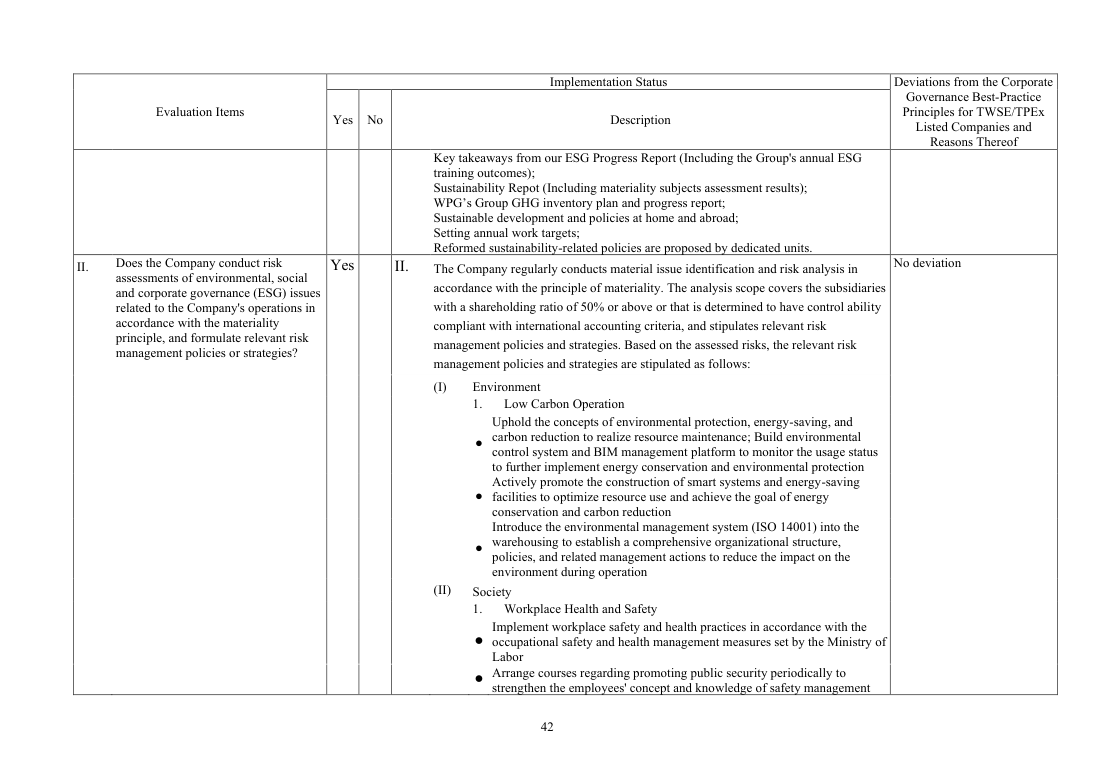 Evaluation Items
Implementation Status
Yes
No
Description
Deviations from the Corporate
Governance Best-Practice
Principles for TWSE/TPEx
Listed Companies and
Reasons Thereof
Key takeaways from our ESG Progress Report (Including the Group's annual ESG
training outcomes);
Sustainability Repot (Including materiality subjects assessment results);
WPG’s Group GHG inventory plan and progress report;
Sustainable development and policies at home and abroad;
Setting annual work targets;
Reformed sustainability-related policies are proposed by dedicated units.
II.
Does the Company conduct risk
assessments of environmental, social
and corporate governance (ESG) issues
related to the Company's operations in
accordance with the materiality
principle, and formulate relevant risk
management policies or strategies?
Yes
II.
The Company regularly conducts material issue identification and risk analysis in
accordance with the principle of materiality. The analysis scope covers the subsidiaries
with a shareholding ratio of 50% or above or that is determined to have control ability
compliant with international accounting criteria, and stipulates relevant risk
management policies and strategies. Based on the assessed risks, the relevant risk
management policies and strategies are stipulated as follows:
(I) Environment
1. Low Carbon Operation
● Uphold the concepts of environmental protection, energy-saving, and
carbon reduction to realize resource maintenance; Build environmental
control system and BIM management platform to monitor the usage status
to further implement energy conservation and environmental protection
● Actively promote the construction of smart systems and energy-saving
facilities to optimize resource use and achieve the goal of energy
conservation and carbon reduction
● Introduce the environmental management system (ISO 14001) into the
warehousing to establish a comprehensive organizational structure,
policies, and related management actions to reduce the impact on the
environment during operation
(II) Society
1. Workplace Health and Safety
● Implement workplace safety and health practices in accordance with the
occupational safety and health management measures set by the Ministry of
Labor
● Arrange courses regarding promoting public security periodically to
strengthen the employees' concept and knowledge of safety management
No deviation
42